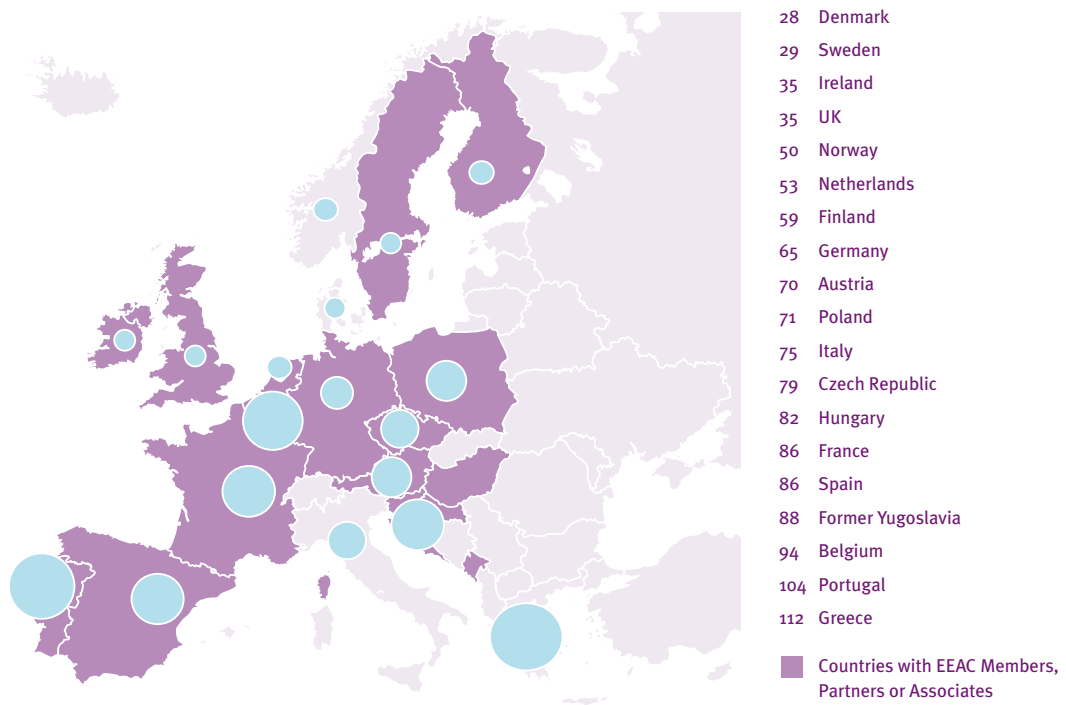 28 Denmark
29 Sweden
35 Ireland
35 UK
50 Norway
53 Netherlands
59 Finland
65 Germany
70 Austria
71 Poland
75 Italy
79 Czech Republic
82 Hungary
86 France
86 Spain
88 Former Yugoslavia
94 Belgium
104 Portugal
112 Greece
Countries with EEAC Members,
Partners or Associates